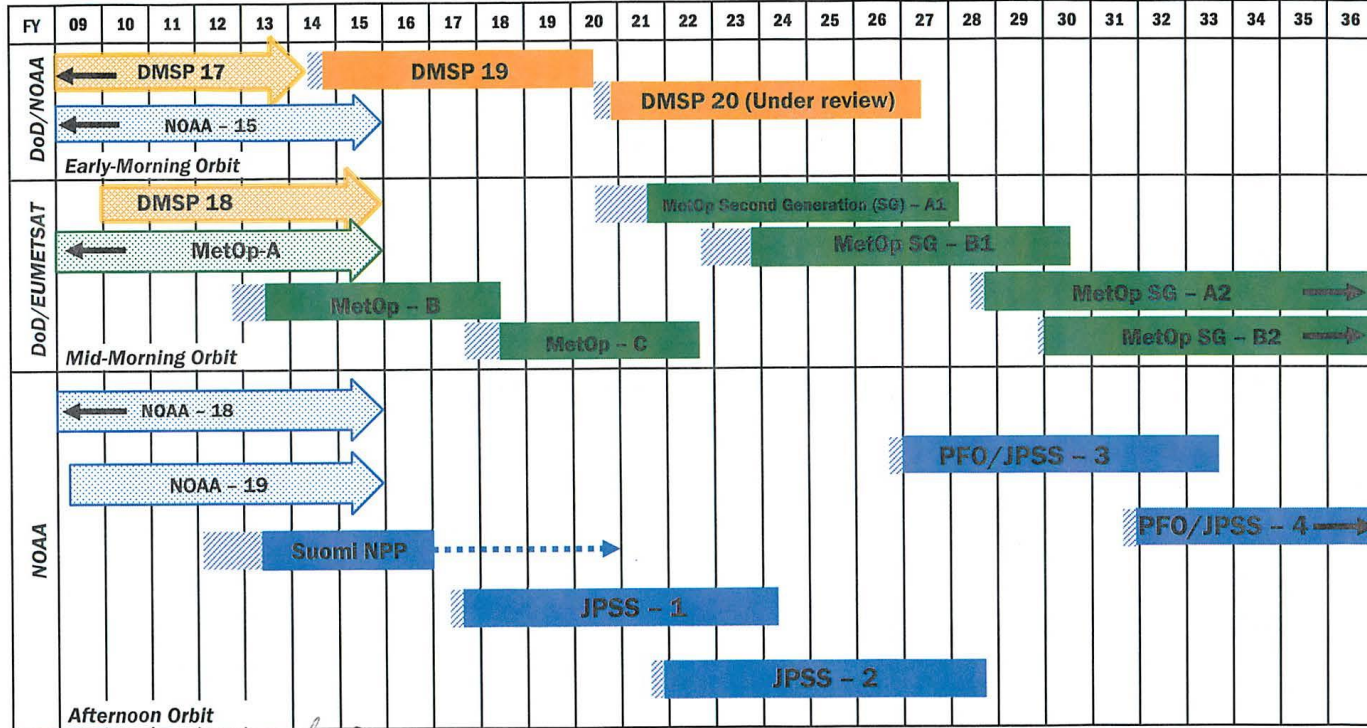 FY 09 10 11 12 13 14 15 16 17 18 19 20 21 22 23 24 25 26 27 28 29 30 31 32 33 34 35 36
DoD/NOAA
DMSP 17
DMSP 19
DMSP 20 (Under review)
NOAA – 15
Early-Morning Orbit
DoD/EUMETSAT
DMSP 18
MetOp Second Generation (SG) – A1
MetOp-A
MetOp SG – B1
MetOp – B
MetOp SG – A2
MetOp – C
MetOp SG – B2
Mid-Morning Orbit
NOAA
NOAA – 18
PFO/JPSS – 3
NOAA – 19
PFO/JPSS – 4
Suomi NPP
JPSS – 1
JPSS – 2
Afternoon Orbit